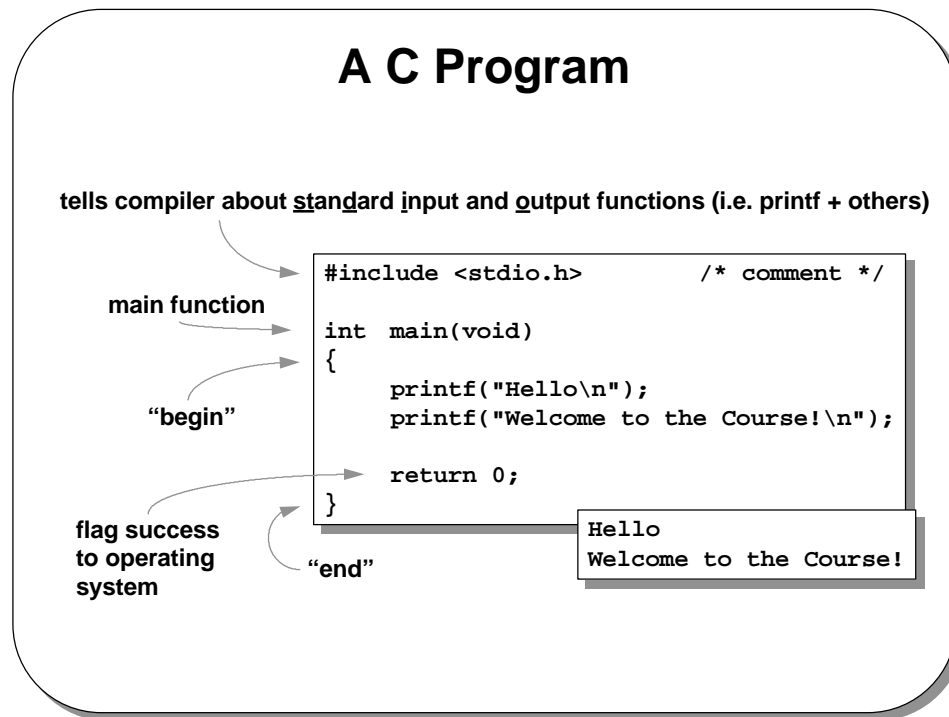 A C Program
tells compiler about standard input and output functions (i.e. printf + others)
#include <stdio.h> /* comment */
main function
int main(void)
{
printf("Hello\n");
“begin”
printf("Welcome to the Course!\n");
return 0;
}
flag success
to operating
system
“end”
Hello
Welcome to the Course!